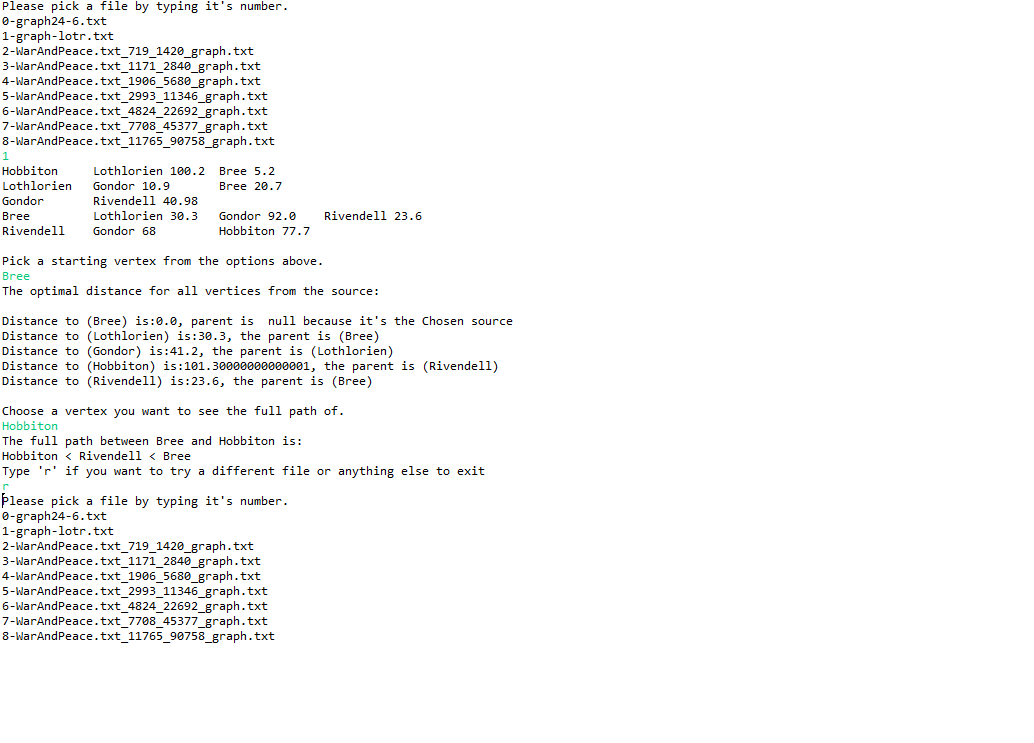 Please pick a file by typing it's number.
0-graph24-6.txt
1-graph-lotr.txt
2-WarAndPeace.txt_719_1420_graph.txt
3-WarAndPeace.txt_1171_2840_graph.txt
4-WarAndPeace.txt_1906_5680_graph.txt
5-WarAndPeace.txt_2993_11346_graph.txt
6-WarAndPeace.txt_4824_22692_graph.txt
7-WarAndPeace.txt_7708_45377_graph.txt
8-WarAndPeace.txt_11765_90758_graph.txt
1
Hobbiton     Lothlorien 100.2  Bree 5.2
Lothlorien   Gondor 10.9       Bree 20.7
Gondor       Rivendell 40.98
Bree         Lothlorien 30.3   Gondor 92.0    Rivendell 23.6
Rivendell    Gondor 68         Hobbiton 77.7
Pick a starting vertex from the options above.
Bree
The optimal distance for all vertices from the source:
Distance to (Bree) is:0.0, parent is  null because it's the Chosen source
Distance to (Lothlorien) is:30.3, the parent is (Bree)
Distance to (Gondor) is:41.2, the parent is (Lothlorien)
Distance to (Hobbiton) is:101.30000000000001, the parent is (Rivendell)
Distance to (Rivendell) is:23.6, the parent is (Bree)
Choose a vertex you want to see the full path of.
Hobbiton
The full path between Bree and Hobbiton is:
Hobbiton < Rivendell < Bree
Type 'r' if you want to try a different file or anything else to exit
r
Please pick a file by typing it's number.
0-graph24-6.txt
1-graph-lotr.txt
2-WarAndPeace.txt_719_1420_graph.txt
3-WarAndPeace.txt_1171_2840_graph.txt
4-WarAndPeace.txt_1906_5680_graph.txt
5-WarAndPeace.txt_2993_11346_graph.txt
6-WarAndPeace.txt_4824_22692_graph.txt
7-WarAndPeace.txt_7708_45377_graph.txt
8-WarAndPeace.txt_11765_90758_graph.txt